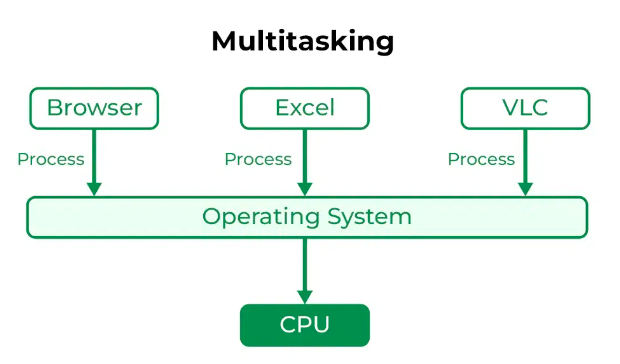 Multitasking
Browser
Excel
VLC
Process
Process
Process
Operating System
CPU